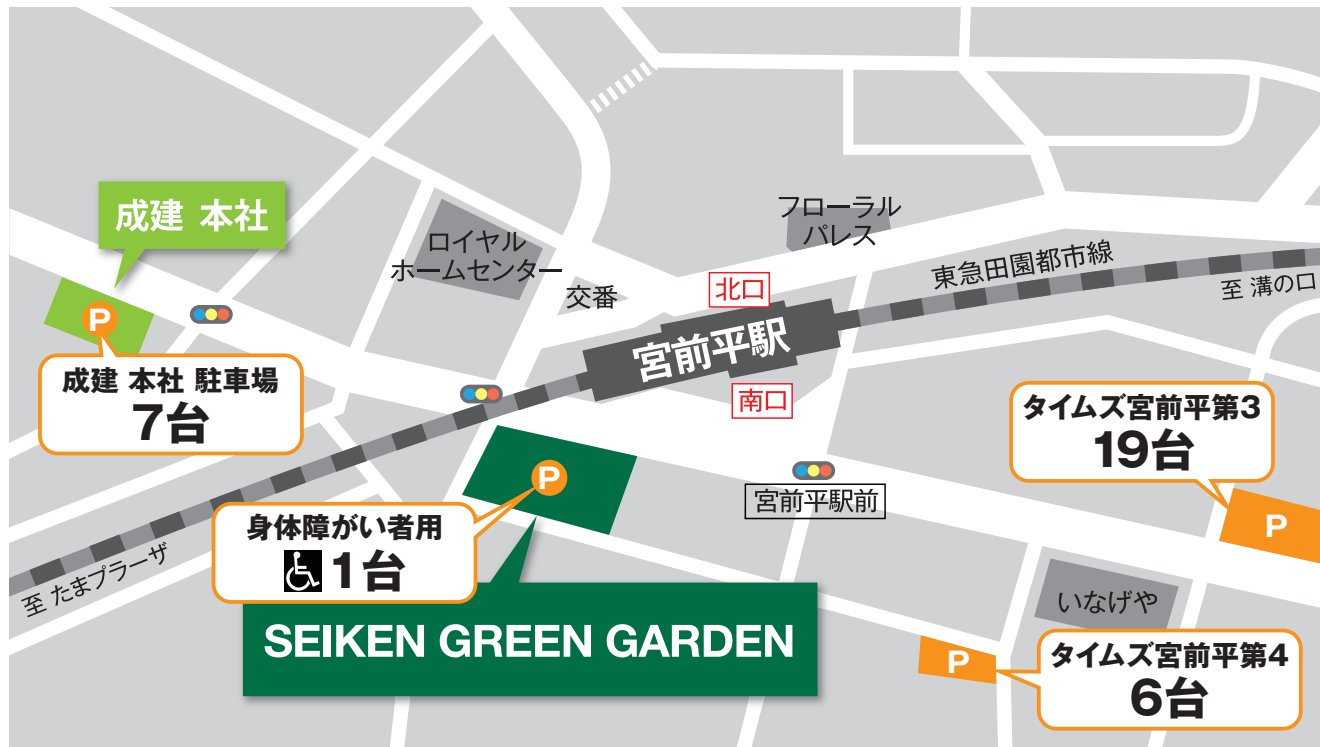 成建 本社
P
成建 本社 駐車場
7台
ロイヤル
ホームセンター
交番
フローラル
パレス
北口
宮前平駅
南口
東急田園都市線
至 溝の口
タイムズ宮前平第3
19台
P
宮前平駅前
P
身体障がい者用
1台
至 たまプラーザ
SEIKEN GREEN GARDEN
いなげや
P
タイムズ宮前平第4
6台